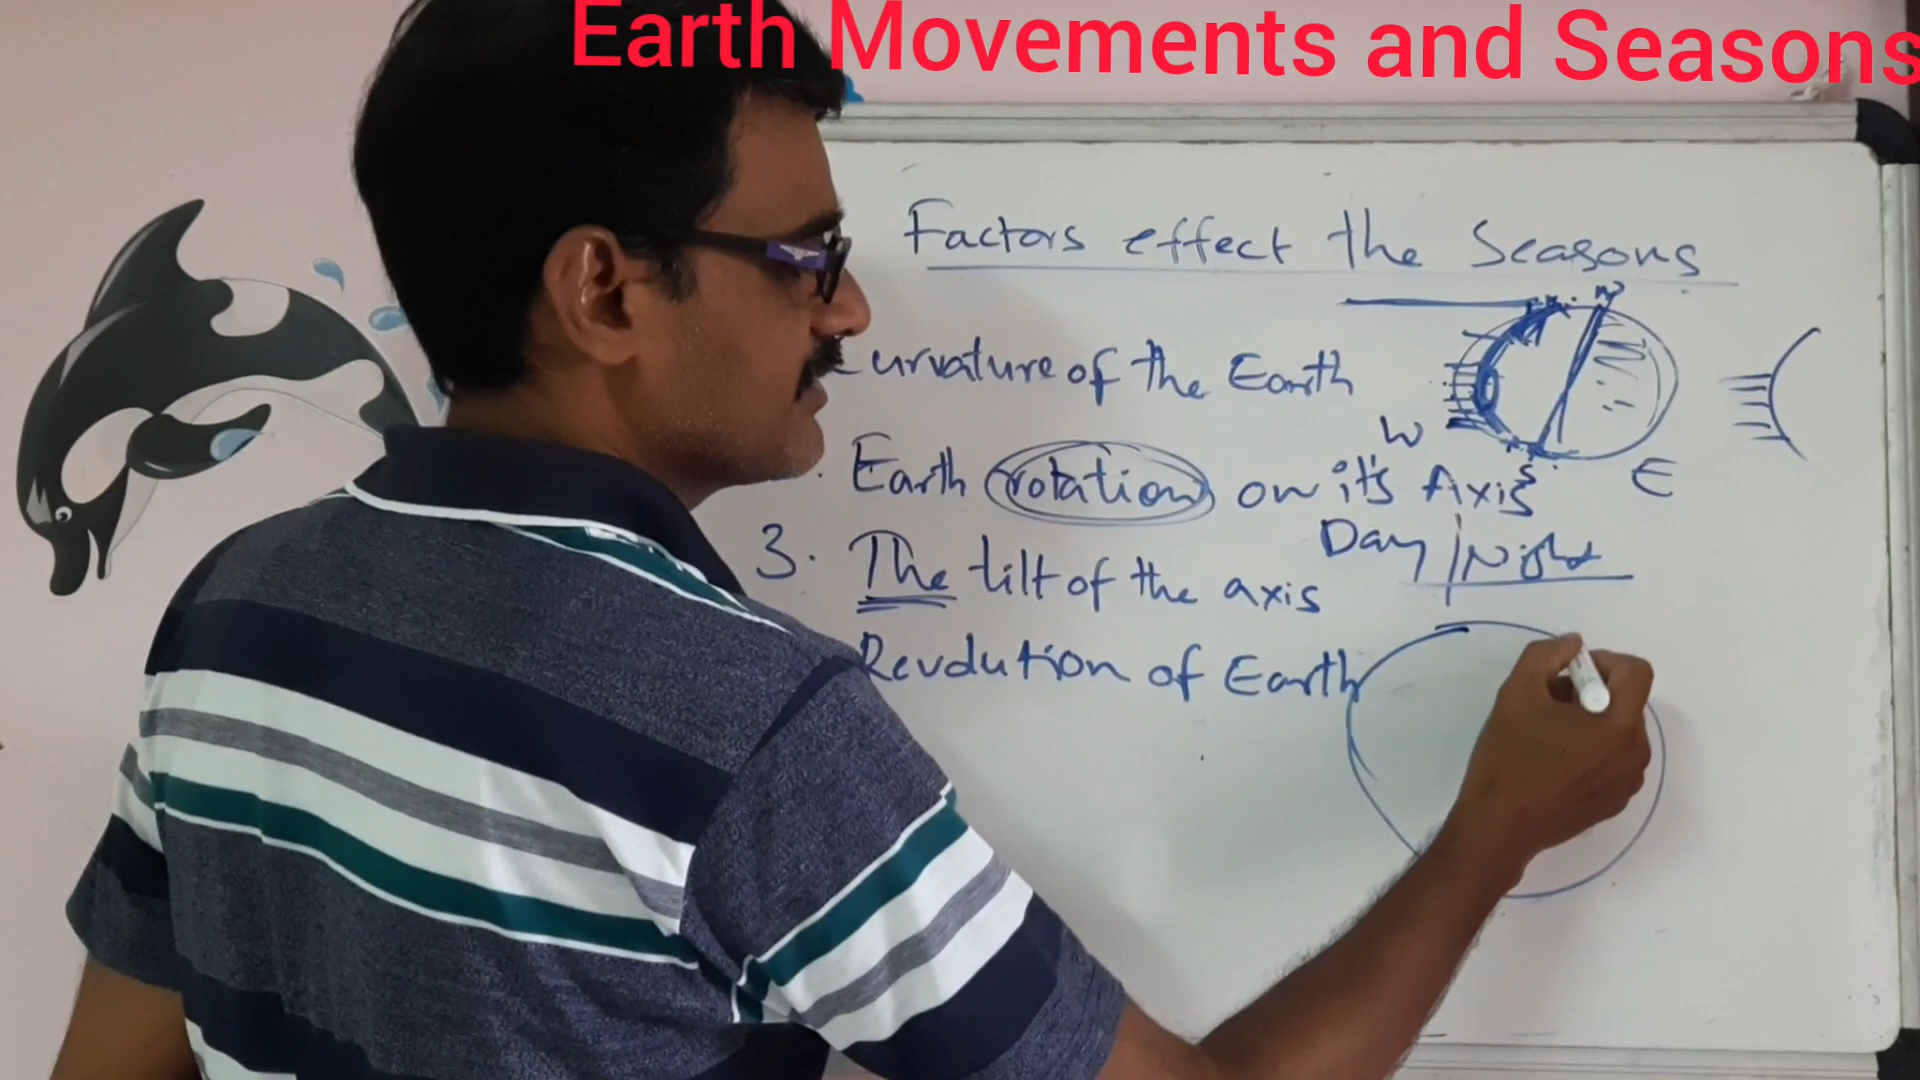 Earth Movements and Seasons
Factors effect the Seasons
N
Curvature of the Earth
W
S
E
Earth rotation on it's Axis
Day | Night
3. The tilt of the axis
Revolution of Earth